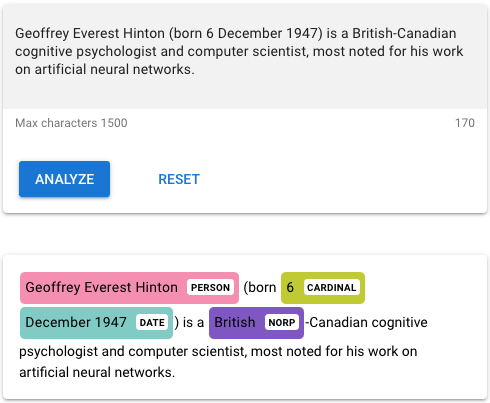 Geoffrey Everest Hinton (born 6 December 1947) is a British-Canadian
cognitive psychologist and computer scientist, most noted for his work
on artificial neural networks.
Max characters 1500 170
ANALYZE RESET
Geoffrey Everest Hinton PERSON (born 6 CARDINAL
December 1947 DATE ) is a British NORP -Canadian cognitive
psychologist and computer scientist, most noted for his work on
artificial neural networks.